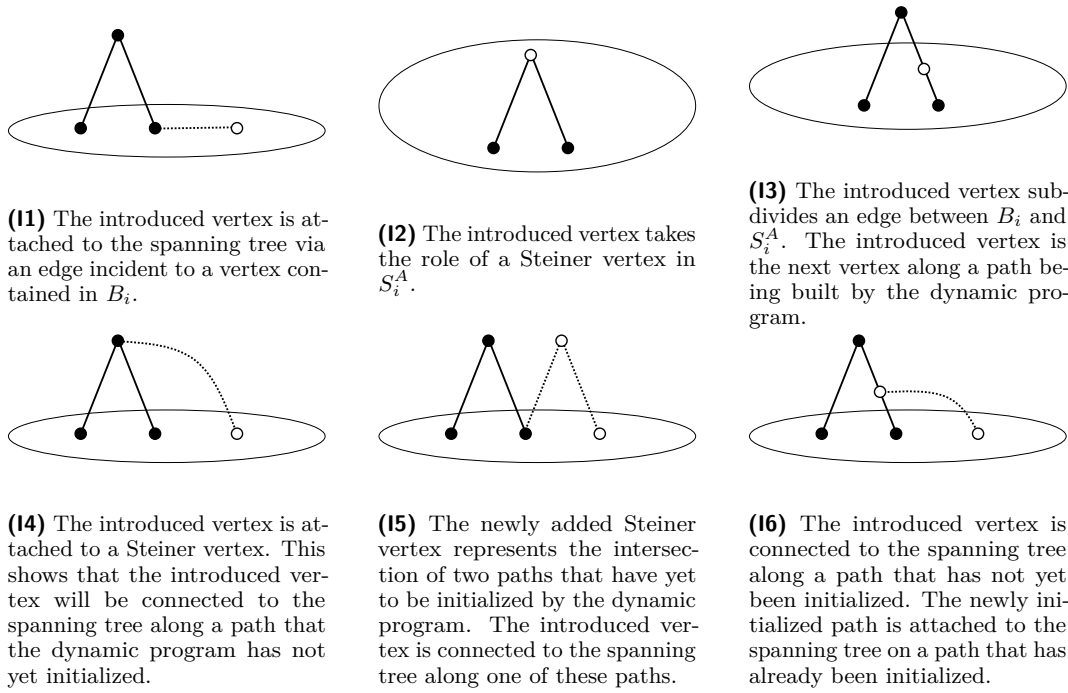 (I1) The introduced vertex is at-
tached to the spanning tree via
an edge incident to a vertex con-
tained in B_i.
(I2) The introduced vertex takes
the role of a Steiner vertex in
S_i^A.
(I3) The introduced vertex sub-
divides an edge between B_i and
S_i^A. The introduced vertex is
the next vertex along a path be-
ing built by the dynamic pro-
gram.
(I4) The introduced vertex is at-
tached to a Steiner vertex. This
shows that the introduced ver-
tex will be connected to the
spanning tree along a path that
the dynamic program has not
yet initialized.
(I5) The newly added Steiner
vertex represents the intersec-
tion of two paths that have yet
to be initialized by the dynamic
program. The introduced ver-
tex is connected to the spanning
tree along one of these paths.
(I6) The introduced vertex is
connected to the spanning tree
along a path that has not yet
been initialized. The newly ini-
tialized path is attached to the
spanning tree on a path that has
already been initialized.